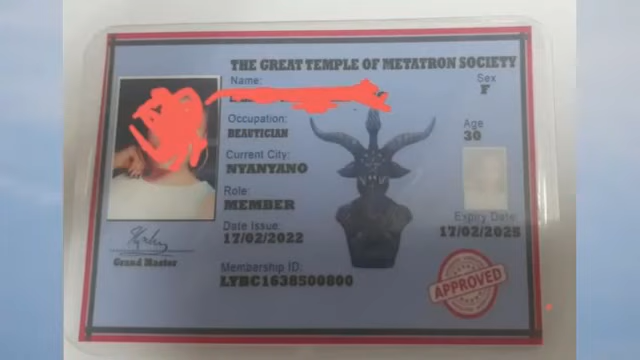 THE GREAT TEMPLE OF METATRON SOCIETY
Name:
Sex
F
Occupation:
BEAUTICIAN
Age
30
Current City:
NYANYANO
Role:
MEMBER
Date Issue:
17/02/2022
Expiry Date
17/02/2025
Grand Master
Membership ID:
LYBC1638500800
APPROVED